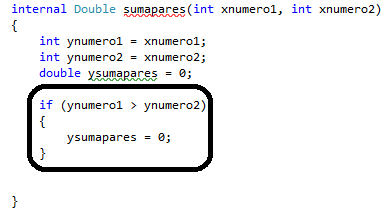 internal Double sumapares(int xnumero1, int xnumero2)
{
int ynumero1 = xnumero1;
int ynumero2 = xnumero2;
double ysumapares = 0;
if (ynumero1 > ynumero2)
{
ysumapares = 0;
}
}